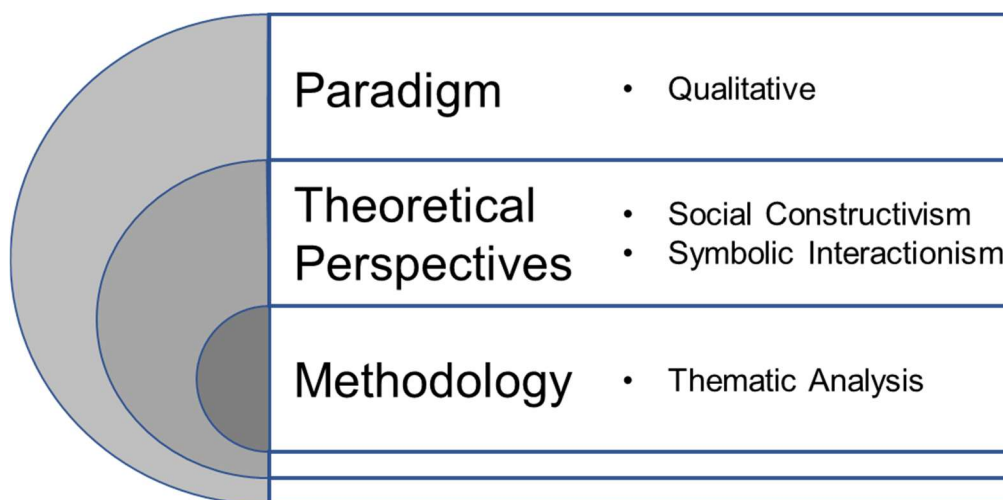 Paradigm
• Qualitative
Theoretical
Perspectives
• Social Constructivism
• Symbolic Interactionism
Methodology
• Thematic Analysis